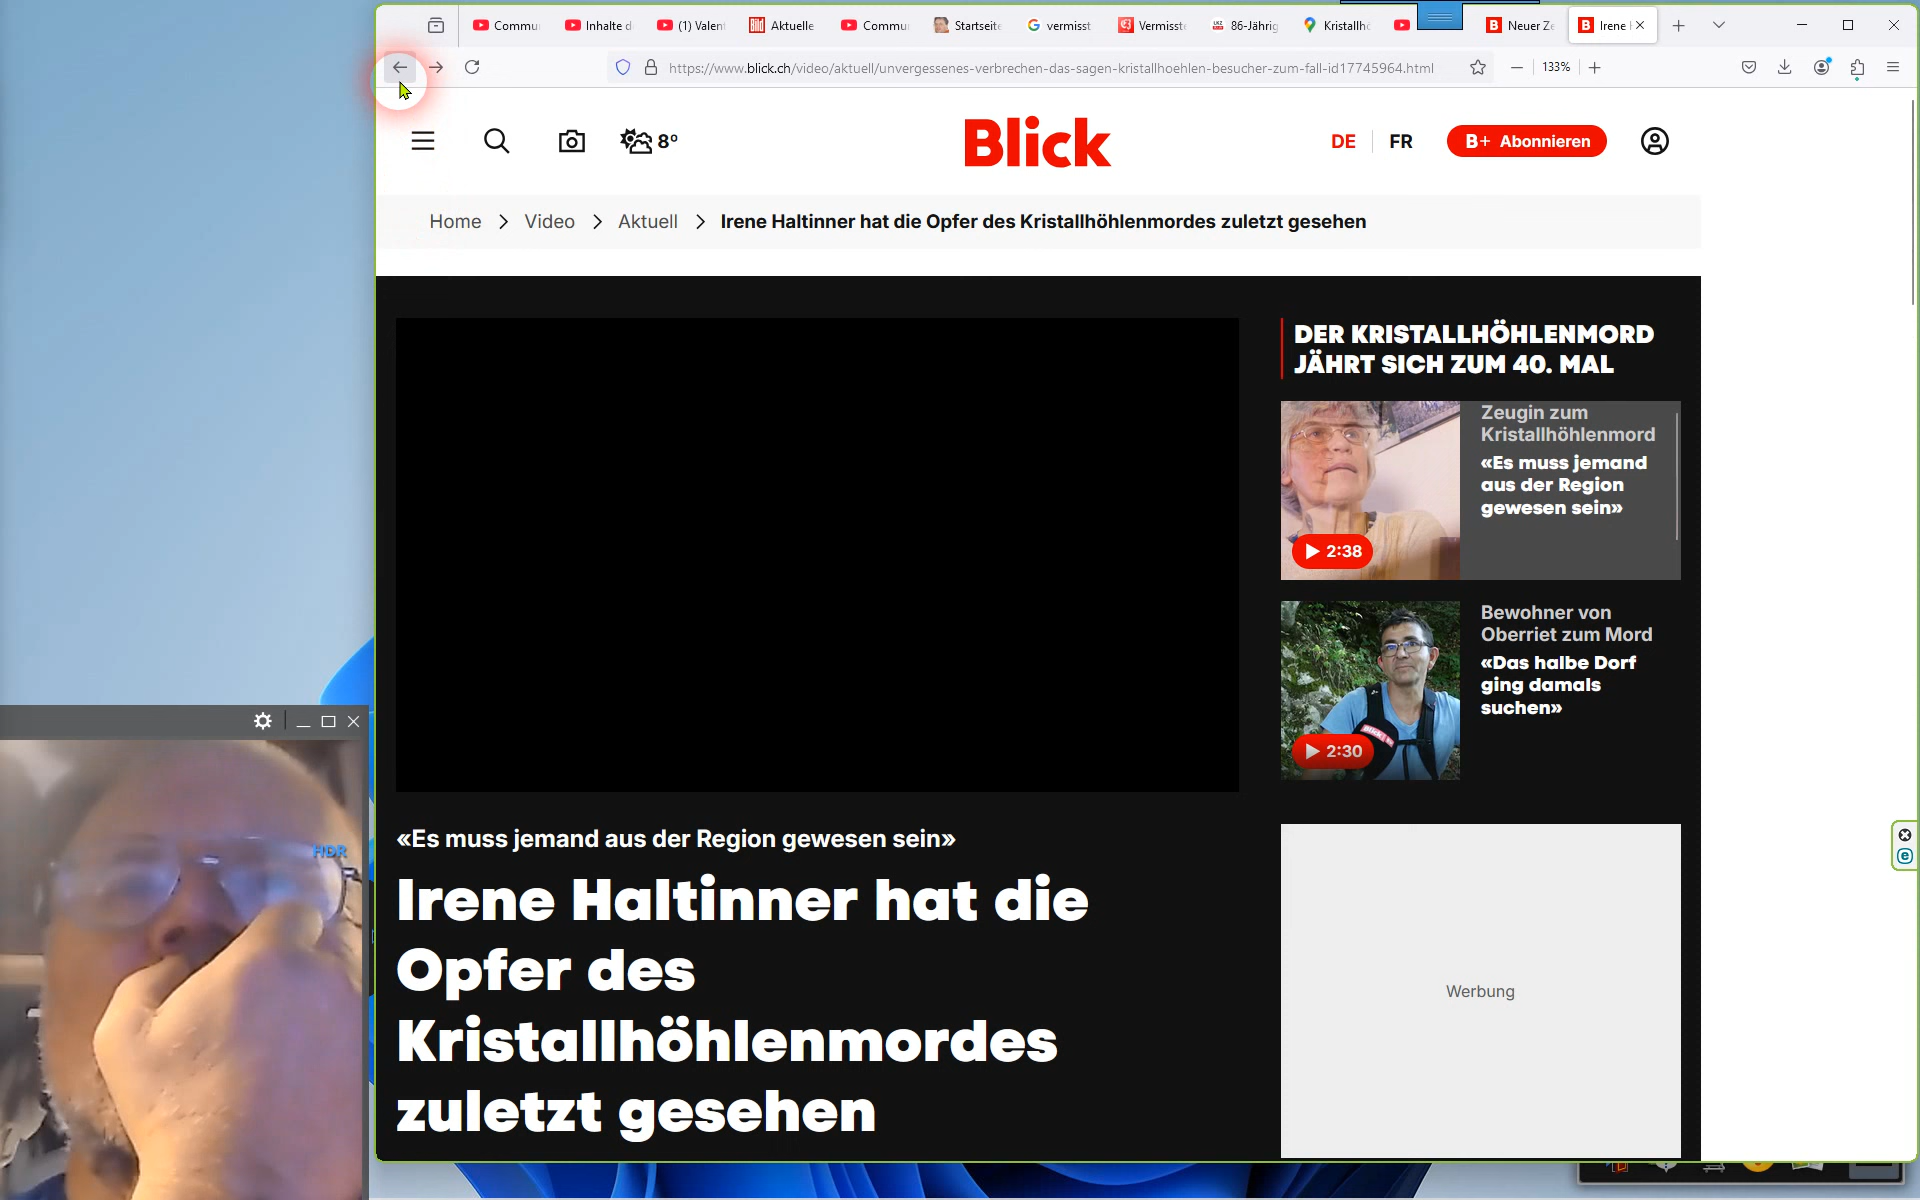 Commu
Inhalte d
(1) Valen
Bild
Aktuelle
Commu
Startseite
vermisst
Vermisst
86-Jährig
Kristallh
Neuer Ze
Irene
https://www.blick.ch/video/aktuell/unvergessenes-verbrechen-das-sagen-kristallhoehlen-besucher-zum-fall-id17745964.html
133%
8°
Blick
DE
FR
B+ Abonnieren
Home > Video > Aktuell > Irene Haltinner hat die Opfer des Kristallhöhlenmordes zuletzt gesehen
DER KRISTALLHÖHLENMORD
JÄHRT SICH ZUM 40. MAL
Zeugin zum
Kristallhöhlenmord
«Es muss jemand
aus der Region
gewesen sein»
2:38
Bewohner von
Oberriet zum Mord
«Das halbe Dorf
ging damals
suchen»
2:30
«Es muss jemand aus der Region gewesen sein»
Irene Haltinner hat die
Opfer des
Kristallhöhlenmordes
zuletzt gesehen
Werbung
HDR